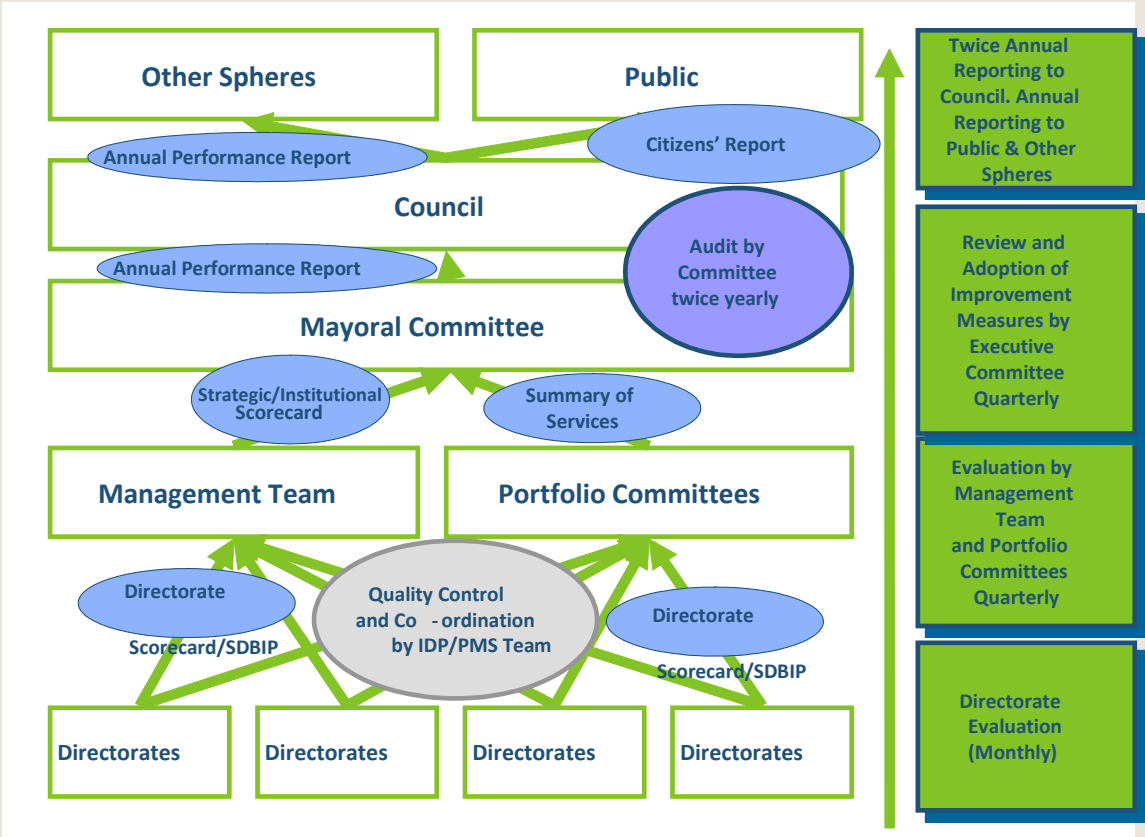 Other Spheres
Public
Annual Performance Report
Citizens’ Report
Council
Annual Performance Report
Audit by
Committee
twice yearly
Mayoral Committee
Strategic/Institutional
Scorecard
Summary of
Services
Management Team
Portfolio Committees
Directorate
Scorecard/SDBIP
Quality Control
and Co - ordination
by IDP/PMS Team
Directorate
Scorecard/SDBIP
Directorates
Directorates
Directorates
Directorates
Twice Annual
Reporting to
Council. Annual
Reporting to
Public & Other
Spheres
Review and
Adoption of
Improvement
Measures by
Executive
Committee
Quarterly
Evaluation by
Management
Team
and Portfolio
Committees
Quarterly
Directorate
Evaluation
(Monthly)